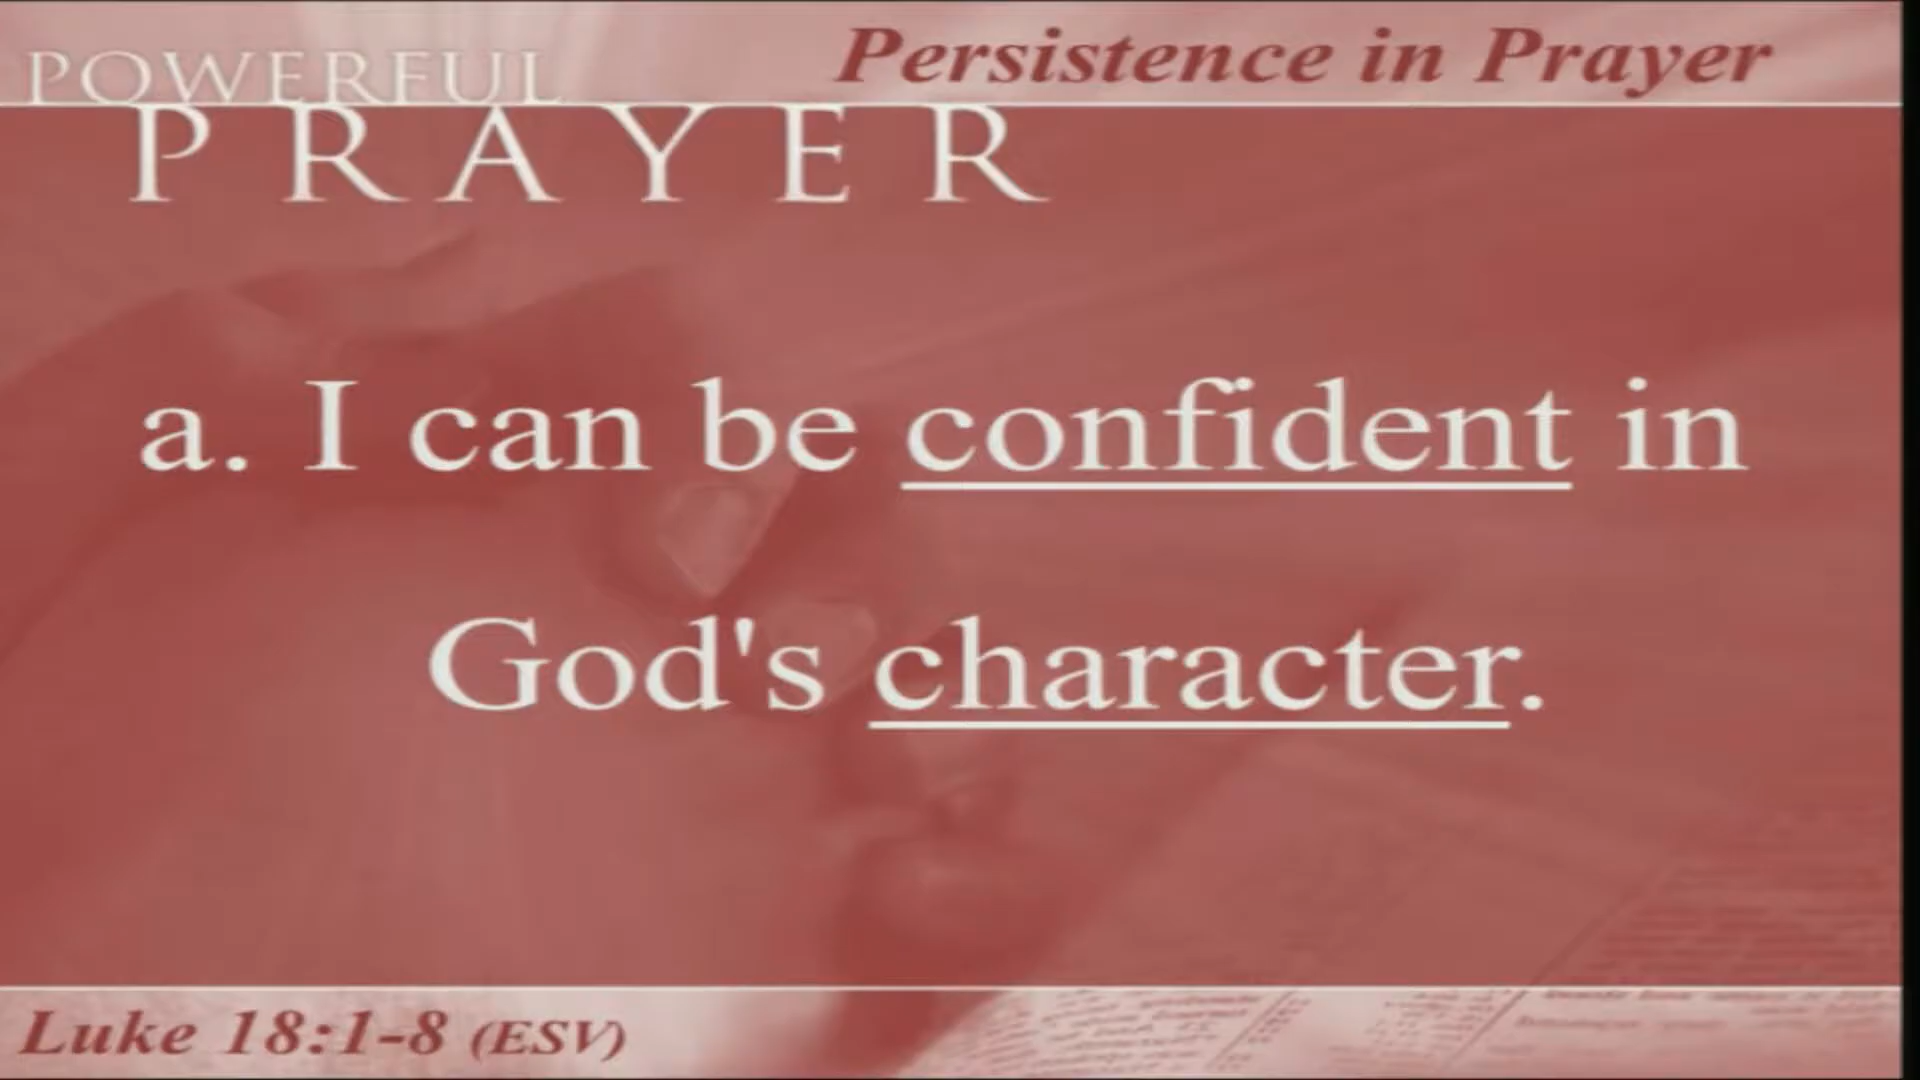 POWERFUL
PRAYER
Persistence in Prayer
a. I can be confident in
God's character.
Luke 18:1-8 (ESV)